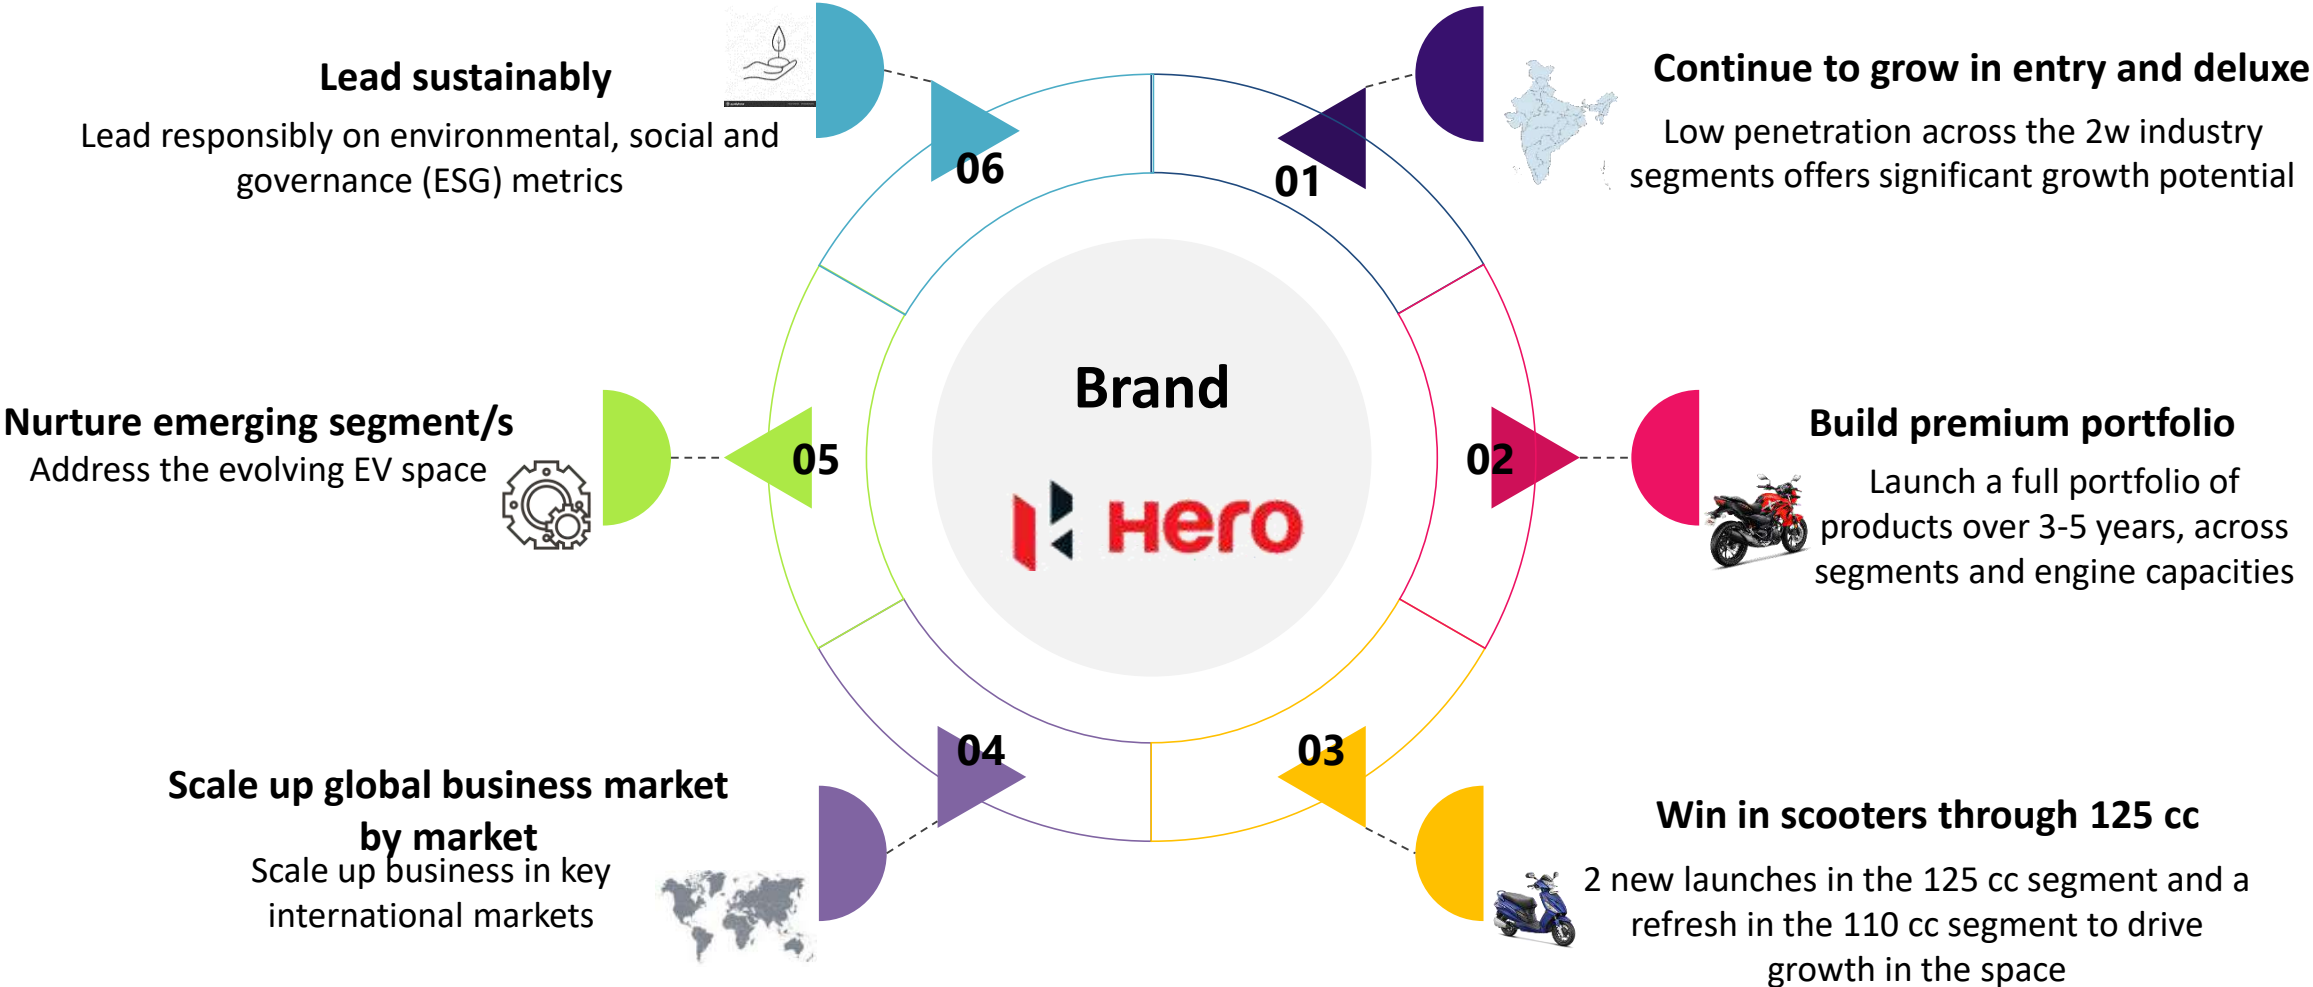 Brand
Hero
01
Continue to grow in entry and deluxe
Low penetration across the 2w industry
segments offers significant growth potential
02
Build premium portfolio
Launch a full portfolio of
products over 3-5 years, across
segments and engine capacities
03
Win in scooters through 125 cc
2 new launches in the 125 cc segment and a
refresh in the 110 cc segment to drive
growth in the space
04
Scale up global business market
by market
Scale up business in key
international markets
05
Nurture emerging segment/s
Address the evolving EV space
06
Lead sustainably
Lead responsibly on environmental, social and
governance (ESG) metrics